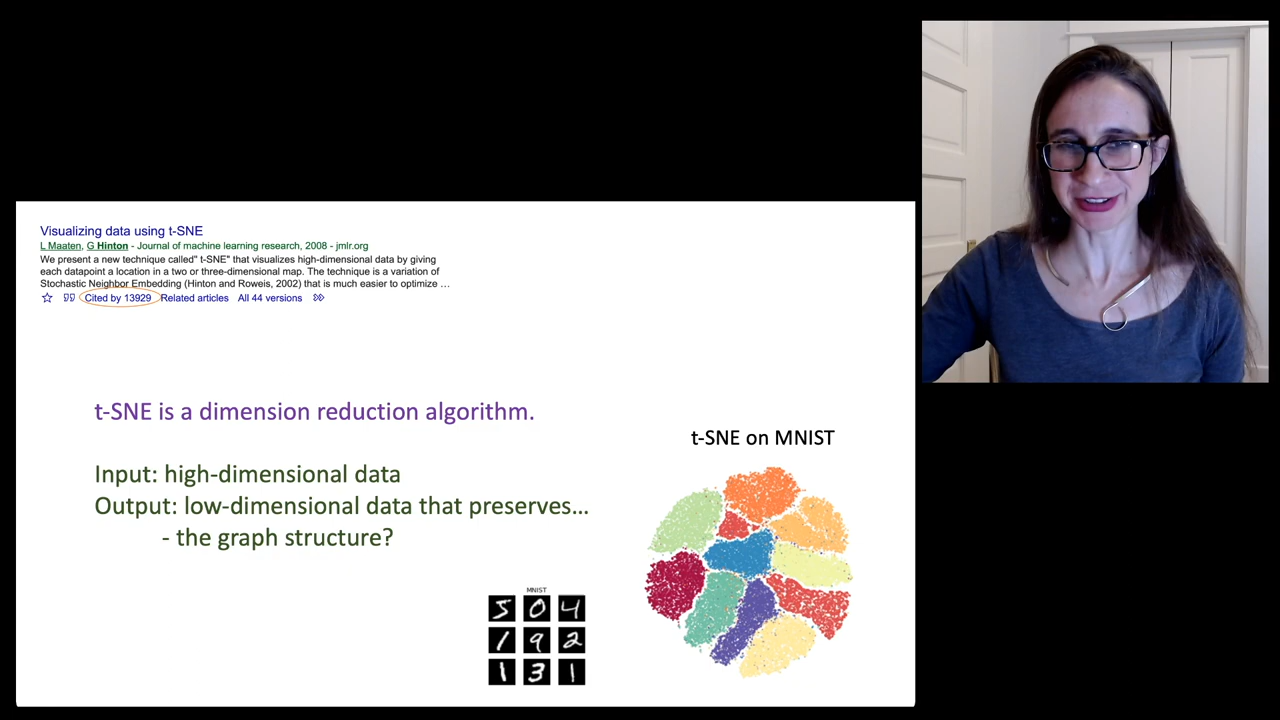 Visualizing data using t-SNE
L Maaten, G Hinton - Journal of machine learning research, 2008 - jmlr.org
We present a new technique called" t-SNE" that visualizes high-dimensional data by giving
each datapoint a location in a two or three-dimensional map. The technique is a variation of
Stochastic Neighbor Embedding (Hinton and Roweis, 2002) that is much easier to optimize …
Cited by 13929 Related articles All 44 versions
t-SNE is a dimension reduction algorithm.
t-SNE on MNIST
Input: high-dimensional data
Output: low-dimensional data that preserves…
- the graph structure?
MNIST
5 0 4
1 9 2
1 3 1